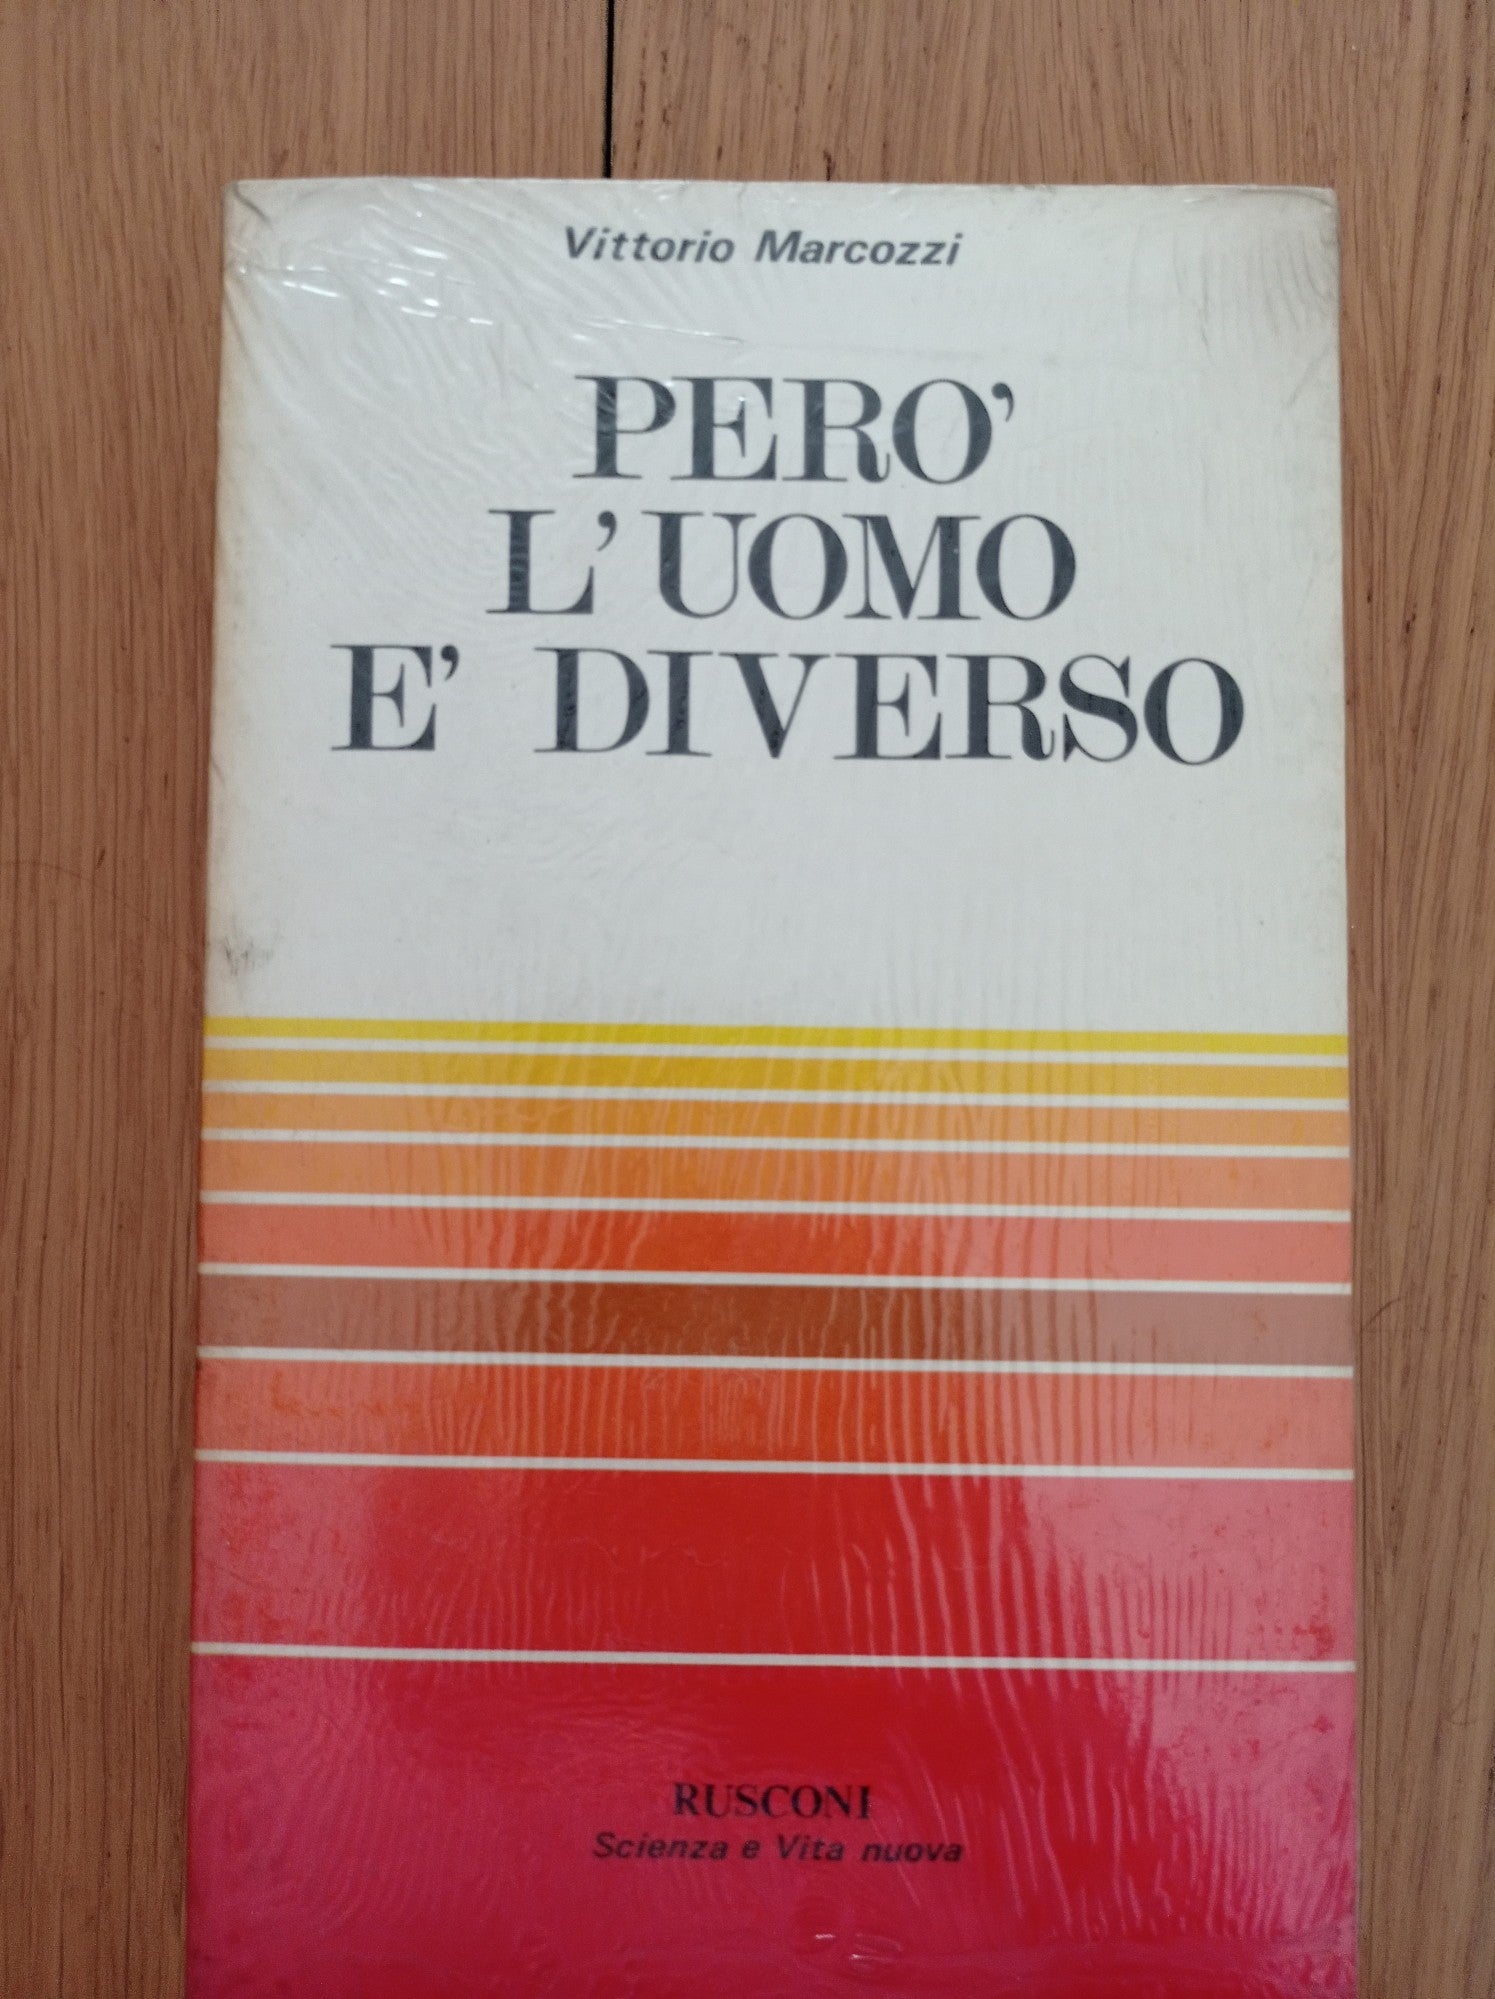 Vittorio Marcozzi
PERO'
L'UOMO
E' DIVERSO
RUSCONI
Scienza e Vita nuova